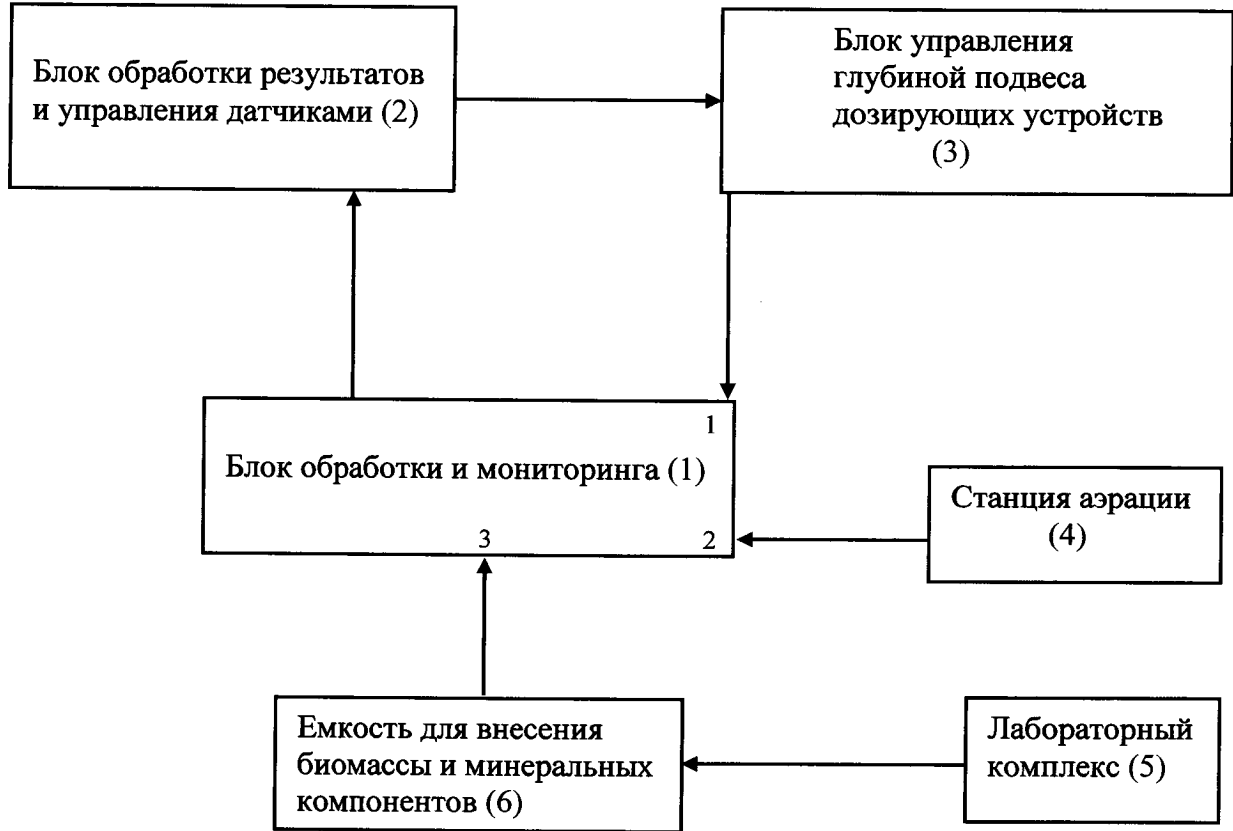 Блок обработки результатов
и управления датчиками (2)
Блок управления
глубиной подвеса
дозирующих устройств
(3)
1
Блок обработки и мониторинга (1)
3
2
Станция аэрации
(4)
Емкость для внесения
биомассы и минеральных
компонентов (6)
Лабораторный
комплекс (5)